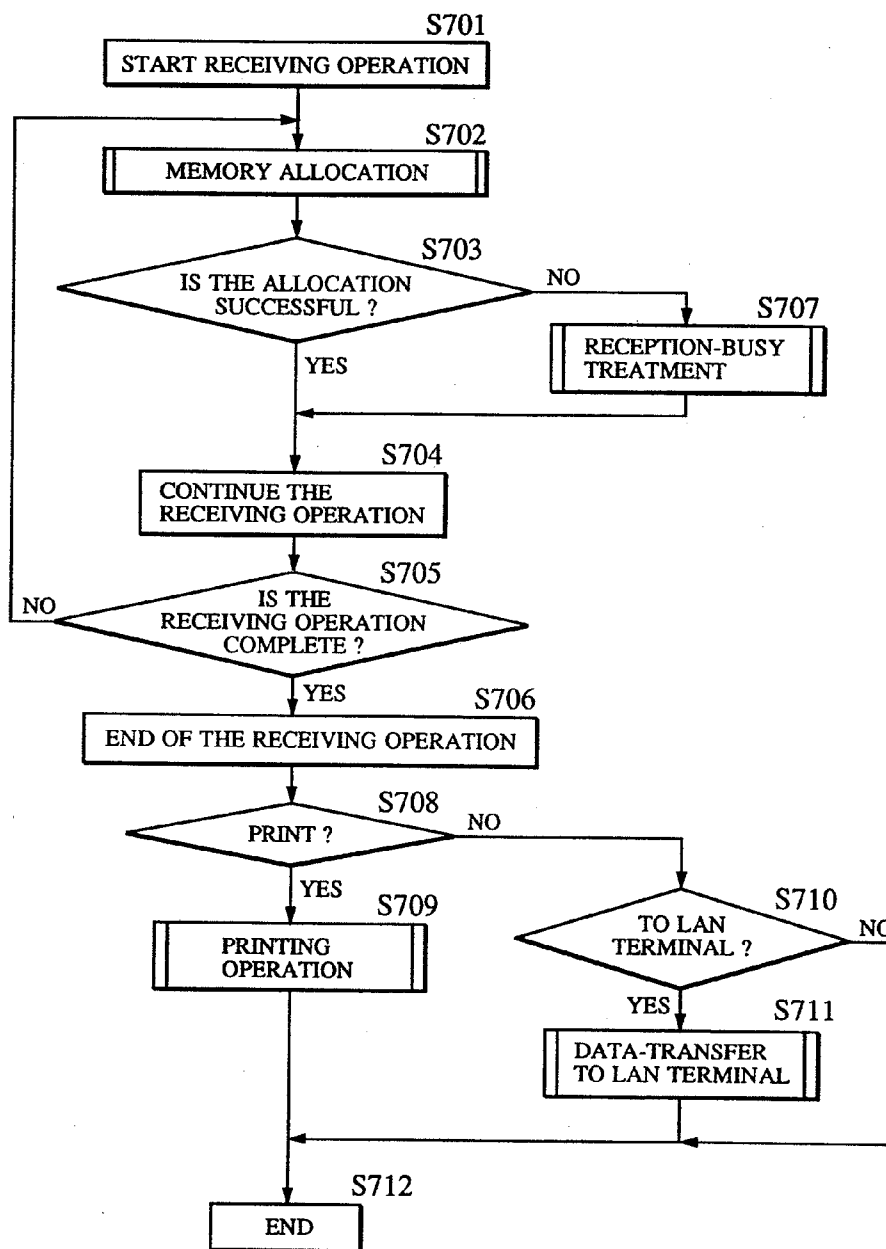 S701
START RECEIVING OPERATION
S702
MEMORY ALLOCATION
S703
IS THE ALLOCATION
SUCCESSFUL ?
NO
YES
S707
RECEPTION-BUSY
TREATMENT
S704
CONTINUE THE
RECEIVING OPERATION
S705
IS THE
RECEIVING OPERATION
COMPLETE ?
NO
YES
S706
END OF THE RECEIVING OPERATION
S708
PRINT ?
NO
YES
S709
PRINTING
OPERATION
S710
TO LAN
TERMINAL ?
NO
YES
S711
DATA-TRANSFER
TO LAN TERMINAL
S712
END